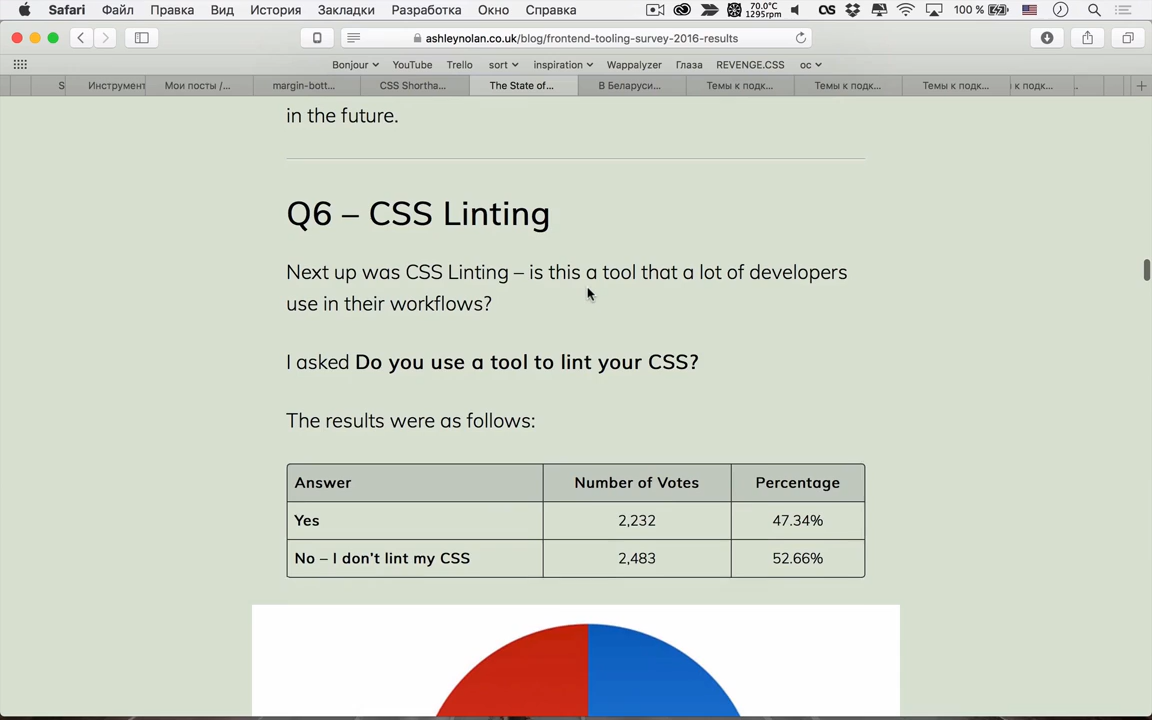 Safari Файл Правка Вид История Закладки Разработка Окно Справка 70.0°C 1295rpm 100 %
ashleynolan.co.uk/blog/frontend-tooling-survey-2016-results
Bonjour YouTube Trello sort inspiration Wappalyzer Глаза REVENGE.CSS ос
S Инструмент Мои посты /... margin-bott... CSS Shortha... The State of... В Беларуси... Темы к подк... Темы к подк... Темы к подк... к подк...
in the future.
Q6 – CSS Linting
Next up was CSS Linting – is this a tool that a lot of developers
use in their workflows?
I asked Do you use a tool to lint your CSS?
The results were as follows:
Answer Number of Votes Percentage
Yes 2,232 47.34%
No – I don't lint my CSS 2,483 52.66%